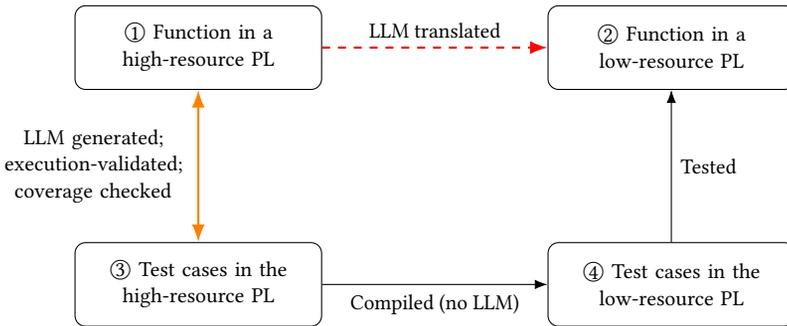 ① Function in a
high-resource PL
LLM translated
② Function in a
low-resource PL
LLM generated;
execution-validated;
coverage checked
Tested
③ Test cases in the
high-resource PL
Compiled (no LLM)
④ Test cases in the
low-resource PL